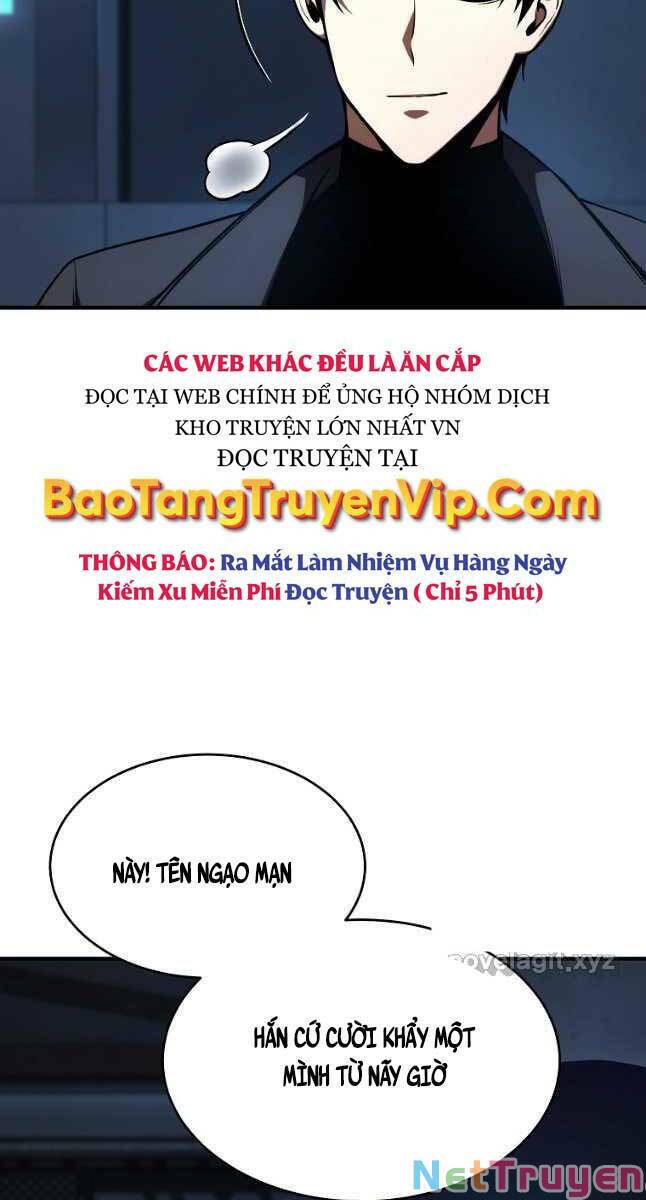 CÁC WEB KHÁC ĐỀU LÀ ĂN CẮP
ĐỌC TẠI WEB CHÍNH ĐỂ ỦNG HỘ NHÓM DỊCH
KHO TRUYỆN LỚN NHẤT VN
ĐỌC TRUYỆN TẠI
BaoTangTruyenVip.Com
THÔNG BÁO: Ra Mắt Làm Nhiệm Vụ Hàng Ngày
Kiếm Xu Miễn Phí Đọc Truyện ( Chỉ 5 Phút)
NÀY! TÊN NGẠO MẠN
novelagit.xyz
HẮN CỨ CƯỜI KHẨY MỘT
MÌNH TỪ NÃY GIỜ
NetTruyen